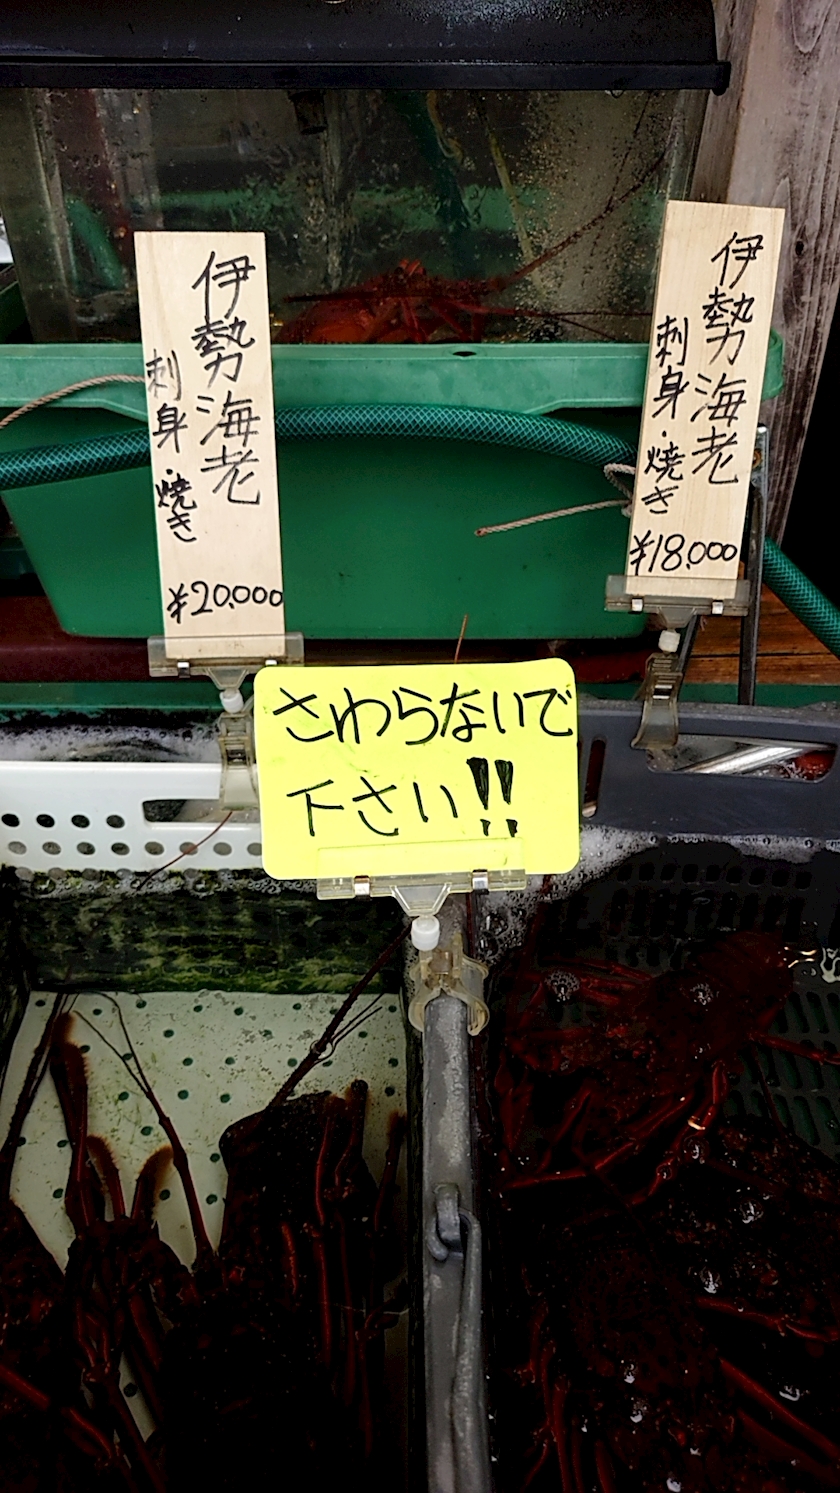 伊勢海老
刺身・焼き
¥20,000
伊勢海老
刺身・焼き
¥18,000
さわらないで
下さい!!